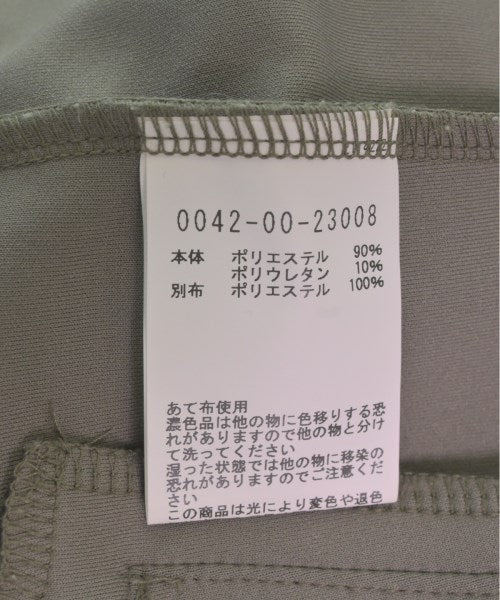 0042-00-23008
本体 ポリエステル 90%
ポリウレタン 10%
別布 ポリエステル 100%
あて布使用
濃色品は他の物に色移りする恐
れがありますので他の物と分け
て洗ってください
湿った状態では他の物に移染の
恐れがありますのでご注意くだ
さい
この商品は光により変色や退色